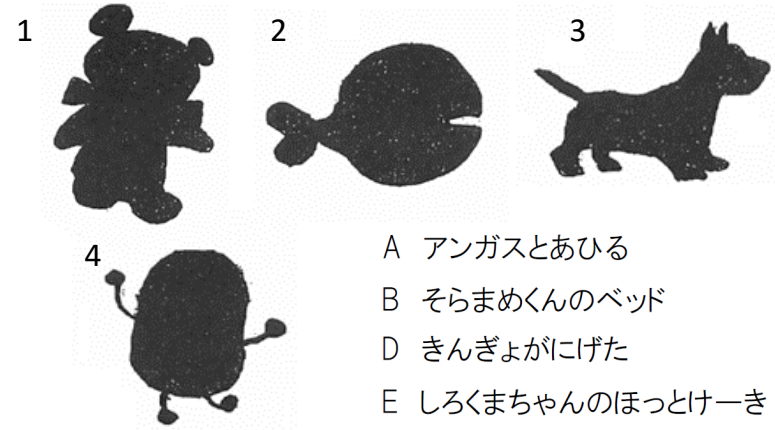 1
2
3
4
A アンガスとあひる
B そらまめくんのベッド
D きんぎょがにげた
E しろくまちゃんのほっとけーき